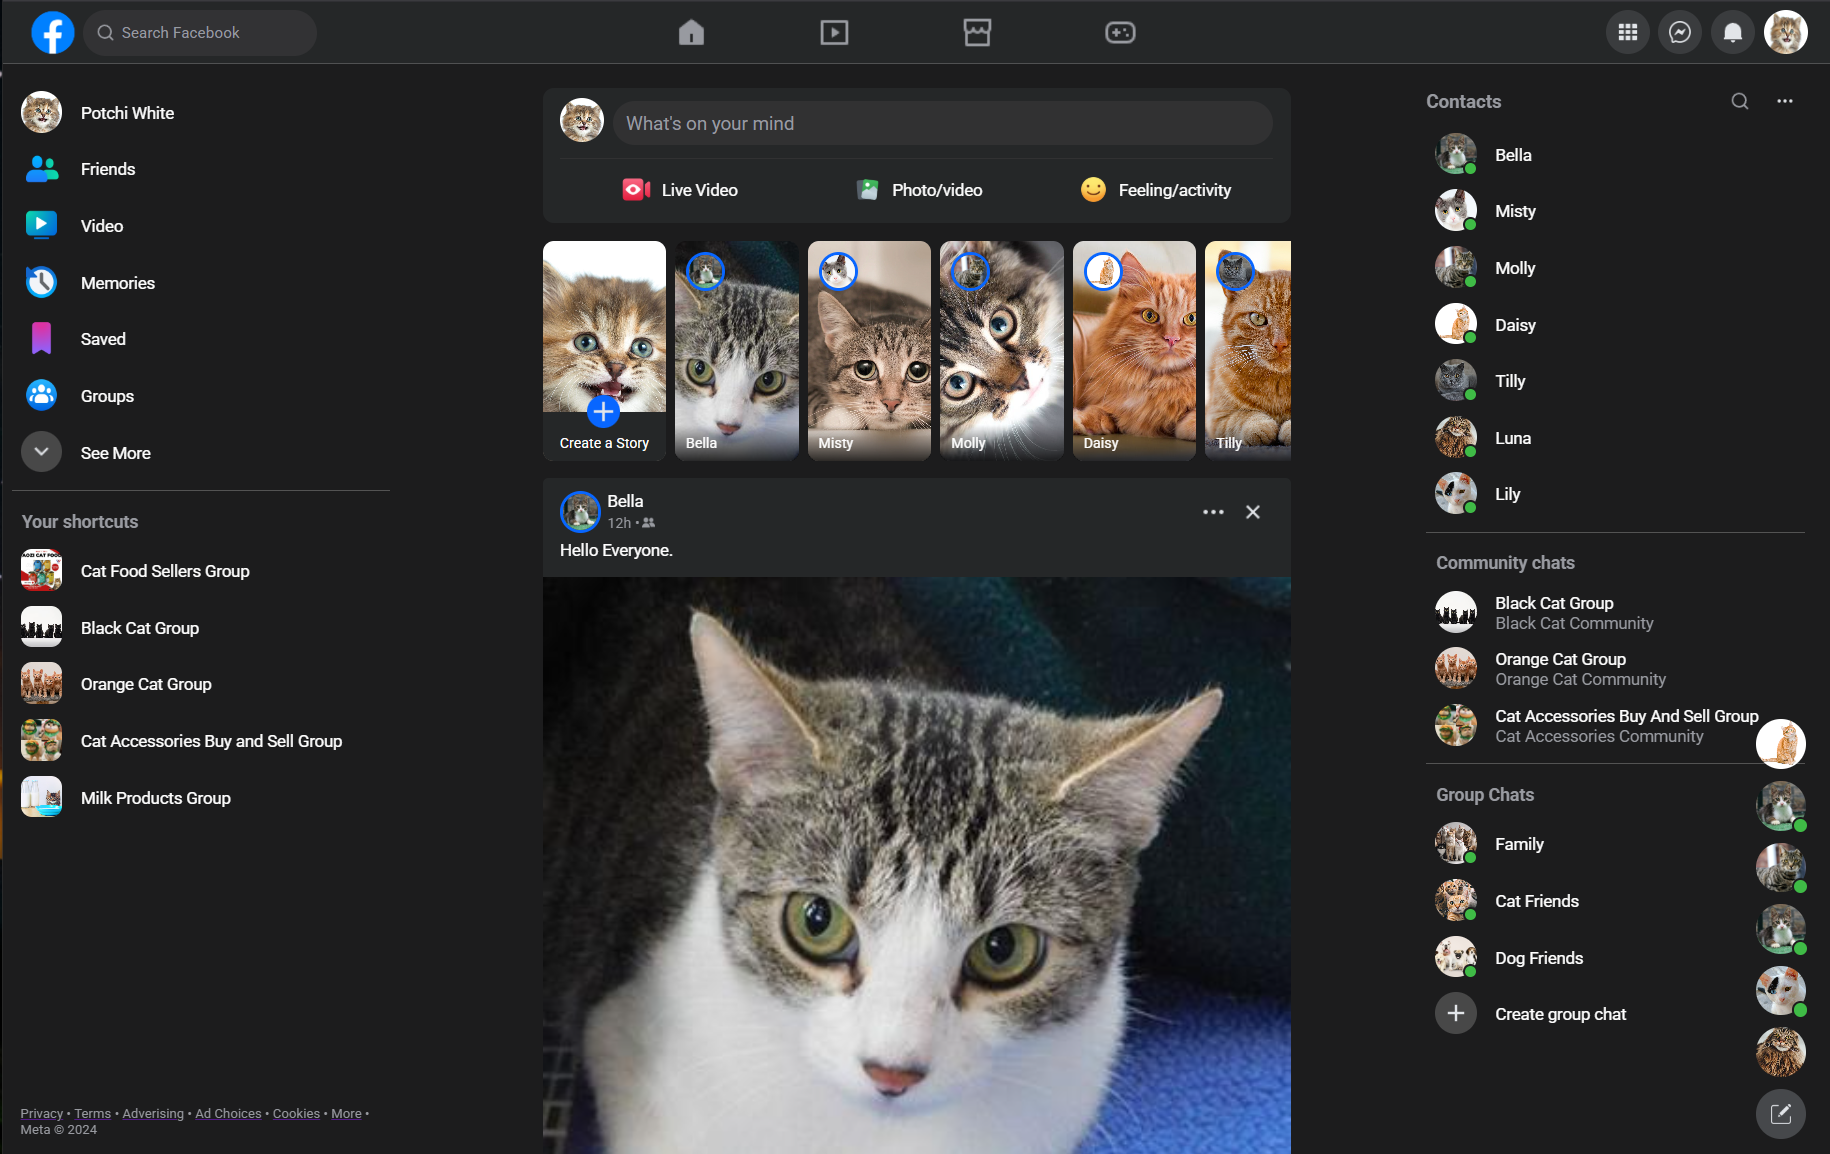 Search Facebook
Potchi White
Friends
Video
Memories
Saved
Groups
See More
Your shortcuts
Cat Food Sellers Group
Black Cat Group
Orange Cat Group
Cat Accessories Buy and Sell Group
Milk Products Group
Privacy • Terms • Adverising • Ad Choices • Cookies • More •
Meta © 2024
What's on your mind
Live Video
Photo/video
Feeling/activity
Create a Story
Bella
Misty
Molly
Daisy
Tilly
Bella
12h •
Hello Everyone.
Contacts
Bella
Misty
Molly
Daisy
Tilly
Luna
Lily
Community chats
Black Cat Group
Black Cat Community
Orange Cat Group
Orange Cat Community
Cat Accessories Buy And Sell Group
Cat Accessories Community
Group Chats
Family
Cat Friends
Dog Friends
Create group chat